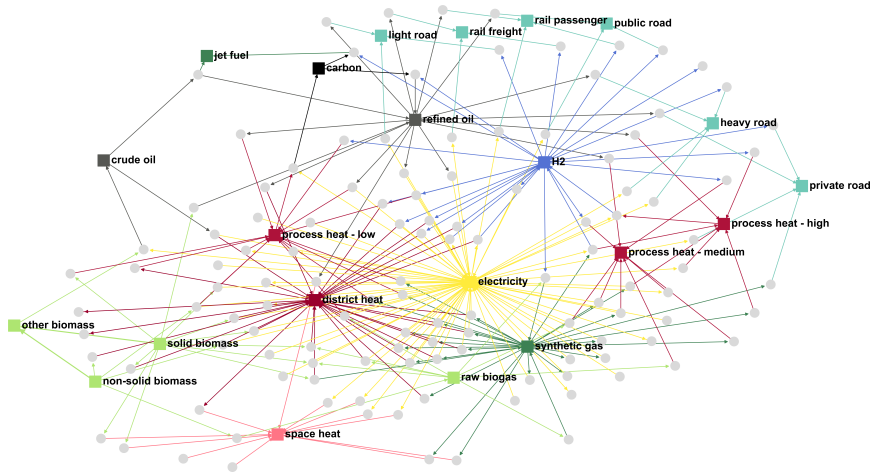 rail passenger
public road
light road
rail freight
jet fuel
carbon
refined oil
heavy road
crude oil
H2
private road
process heat - high
process heat - low
process heat - medium
electricity
district heat
other biomass
solid biomass
synthetic gas
non-solid biomass
raw biogas
space heat